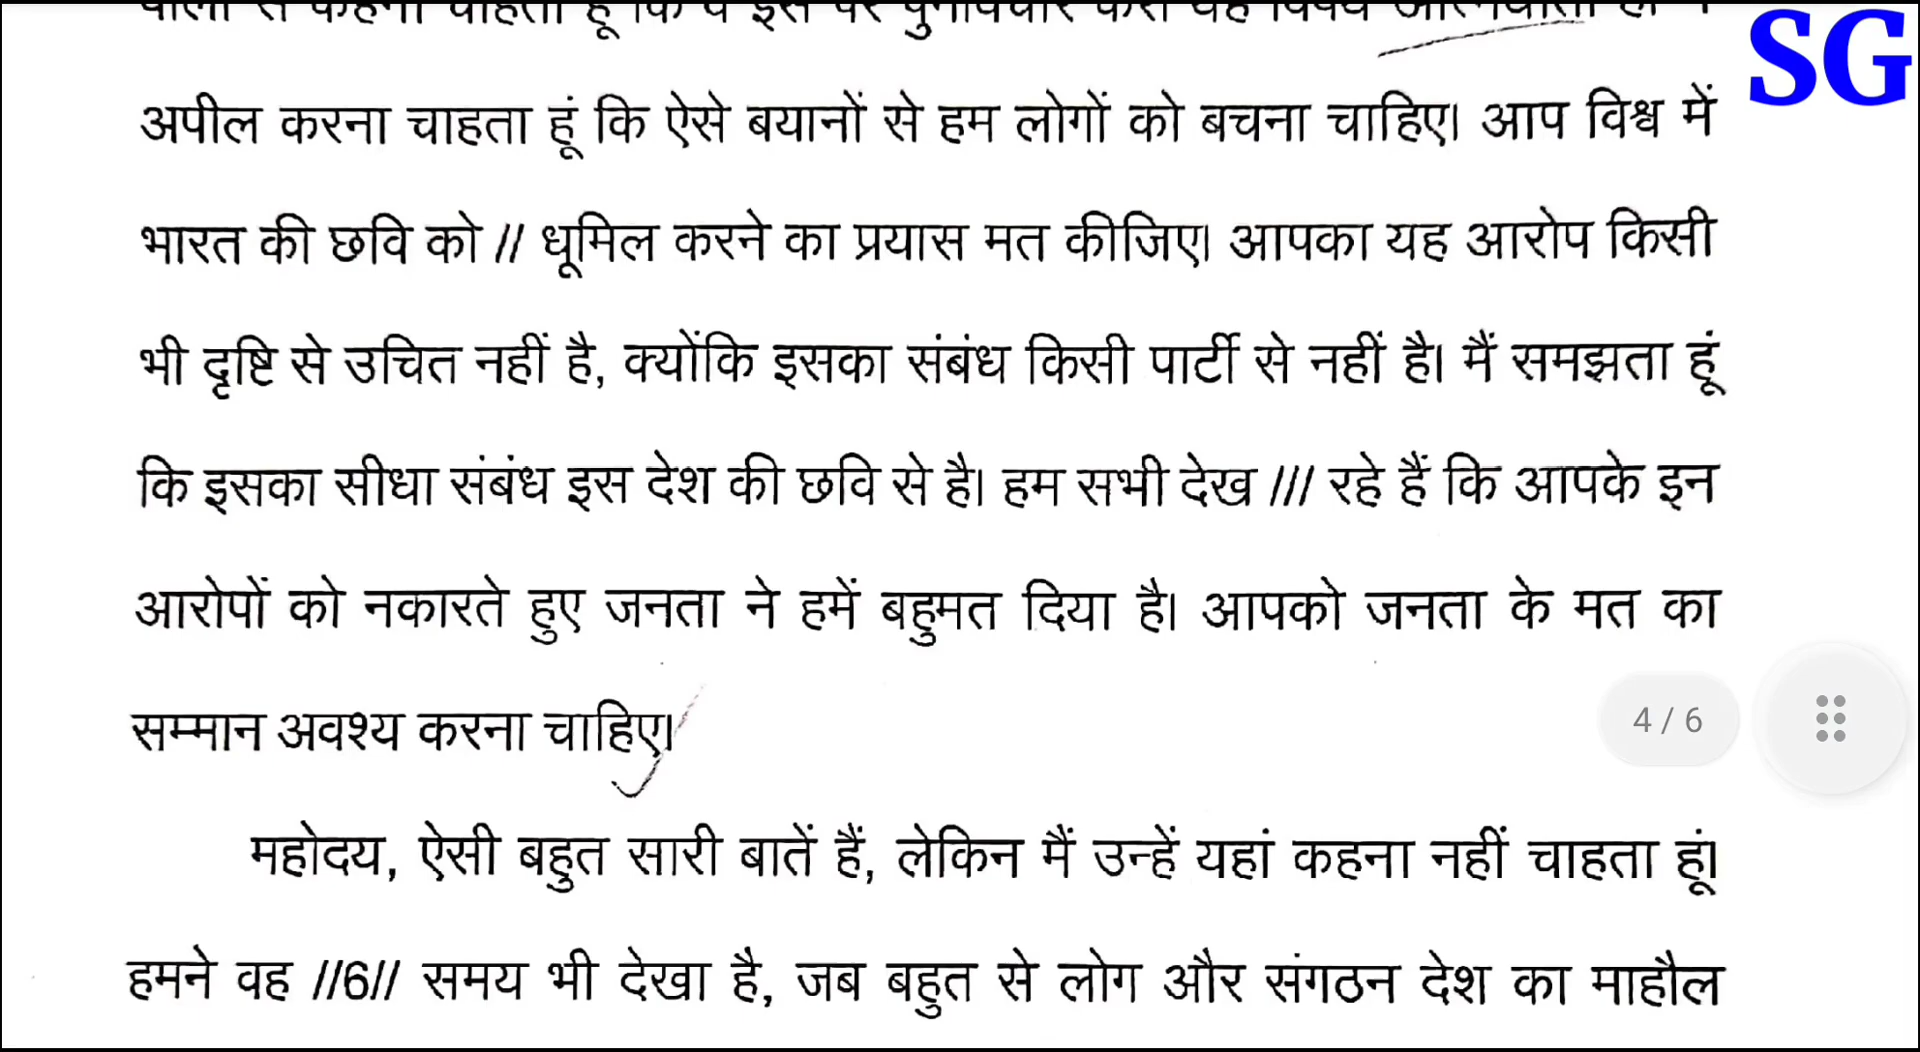 SG
अपील करना चाहता हूं कि ऐसे बयानों से हम लोगों को बचना चाहिए। आप विश्व में
भारत की छवि को // धूमिल करने का प्रयास मत कीजिए। आपका यह आरोप किसी
भी दृष्टि से उचित नहीं है, क्योंकि इसका संबंध किसी पार्टी से नहीं है। मैं समझता हूं
कि इसका सीधा संबंध इस देश की छवि से है। हम सभी देख /// रहे हैं कि आपके इन
आरोपों को नकारते हुए जनता ने हमें बहुमत दिया है। आपको जनता के मत का
सम्मान अवश्य करना चाहिए।
4 / 6
महोदय, ऐसी बहुत सारी बातें हैं, लेकिन मैं उन्हें यहां कहना नहीं चाहता हूं।
हमने वह //6// समय भी देखा है, जब बहुत से लोग और संगठन देश का माहौल